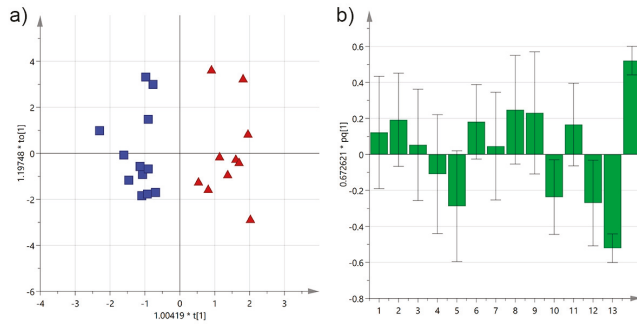 a)
b)
4
2
0
-2
-4
-6
1.19748 * to[1]
-4 -3 -2 -1 0 1 2 3
1.00419 * t[1]
0.6
0.4
0.2
0
-0.2
-0.4
-0.6
-0.8
0.672621 * pq[1]
1 2 3 4 5 6 7 8 9 10 11 12 13